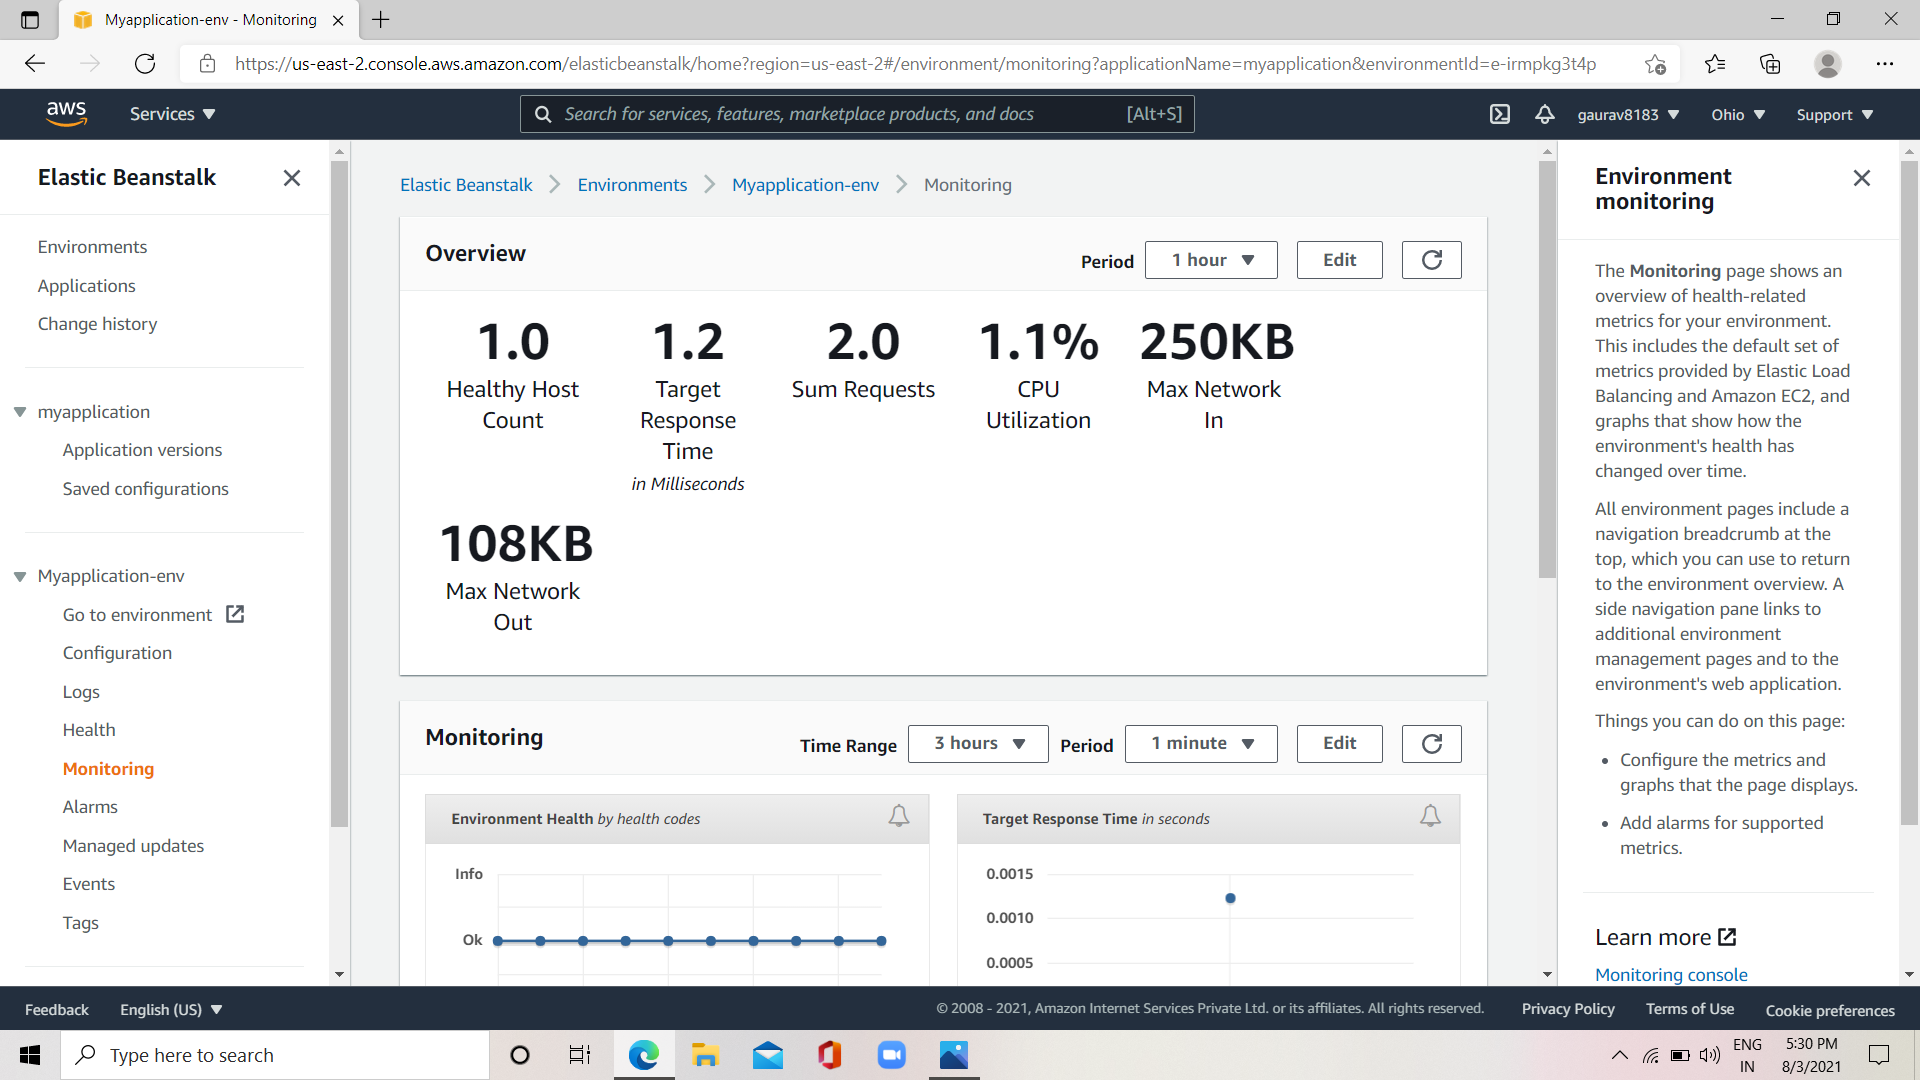 Myapplication-env - Monitoring
https://us-east-2.console.aws.amazon.com/elasticbeanstalk/home?region=us-east-2#/environment/monitoring?applicationName=myapplication&environmentId=e-irmpkg3t4p
aws
Services
Search for services, features, marketplace products, and docs
[Alt+S]
gaurav8183
Ohio
Support
Elastic Beanstalk
Environments
Applications
Change history
myapplication
Application versions
Saved configurations
Myapplication-env
Go to environment
Configuration
Logs
Health
Monitoring
Alarms
Managed updates
Events
Tags
Elastic Beanstalk
Environments
Myapplication-env
Monitoring
Overview
Period
1 hour
Edit
1.0
Healthy Host
Count
1.2
Target
Response
Time
in Milliseconds
2.0
Sum Requests
1.1%
CPU
Utilization
250KB
Max Network
In
108KB
Max Network
Out
Monitoring
Time Range
3 hours
Period
1 minute
Edit
Environment Health by health codes
Info
Ok
Target Response Time in seconds
0.0015
0.0010
0.0005
Environment
monitoring
The Monitoring page shows an
overview of health-related
metrics for your environment.
This includes the default set of
metrics provided by Elastic Load
Balancing and Amazon EC2, and
graphs that show how the
environment's health has
changed over time.
All environment pages include a
navigation breadcrumb at the
top, which you can use to return
to the environment overview. A
side navigation pane links to
additional environment
management pages and to the
environment's web application.
Things you can do on this page:
• Configure the metrics and
graphs that the page displays.
• Add alarms for supported
metrics.
Learn more
Monitoring console
Feedback
English (US)
© 2008 - 2021, Amazon Internet Services Private Ltd. or its affiliates. All rights reserved.
Privacy Policy
Terms of Use
Cookie preferences
Type here to search
ENG
IN
5:30 PM
8/3/2021